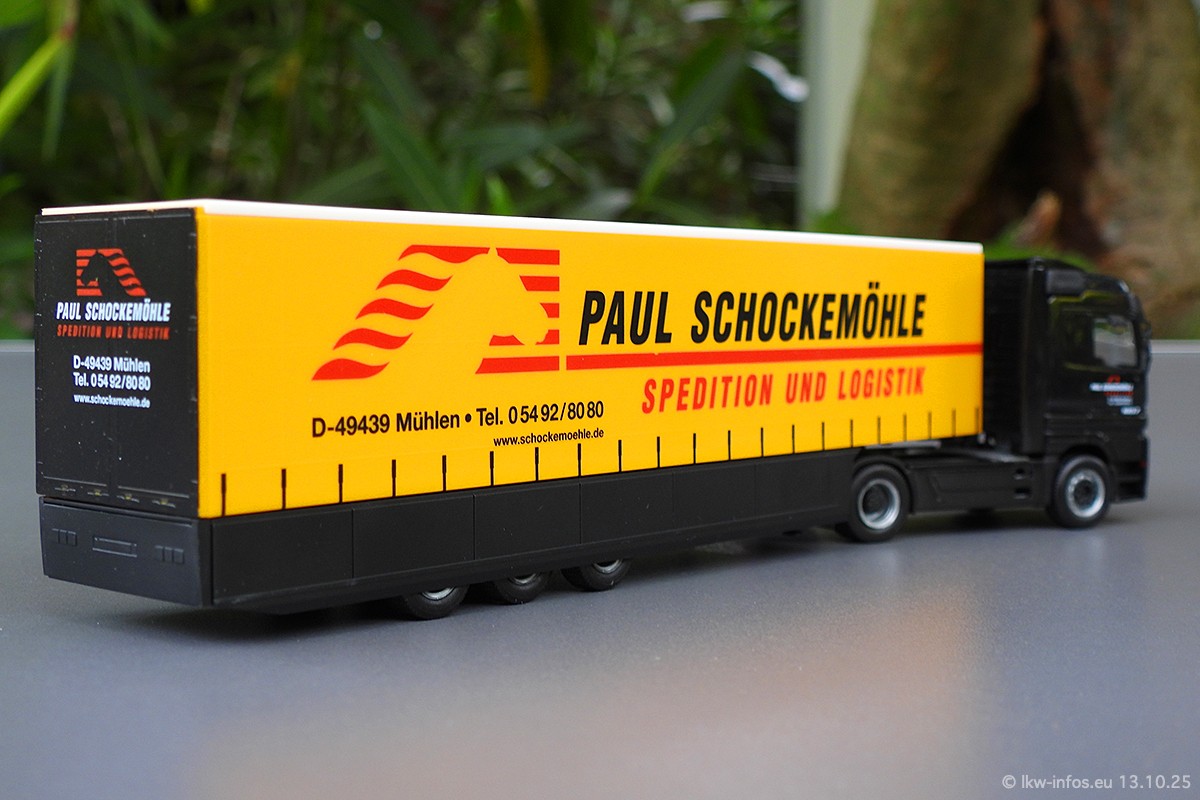 PAUL SCHOCKEMÖHLE
SPEDITION UND LOGISTIK
D-49439 Mühlen
Tel. 0 54 92/80 80
www.schockemoehle.de
PAUL SCHOCKEMÖHLE
SPEDITION UND LOGISTIK
D-49439 Mühlen • Tel. 0 54 92/80 80
www.schockemoehle.de
© lkw-infos.eu 13.10.25